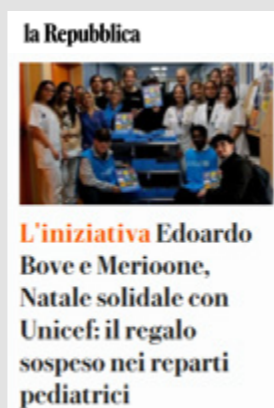 la Repubblica
L'iniziativa Edoardo
Bove e Merioone,
Natale solidale con
Unicef: il regalo
sospeso nei reparti
pediatrici